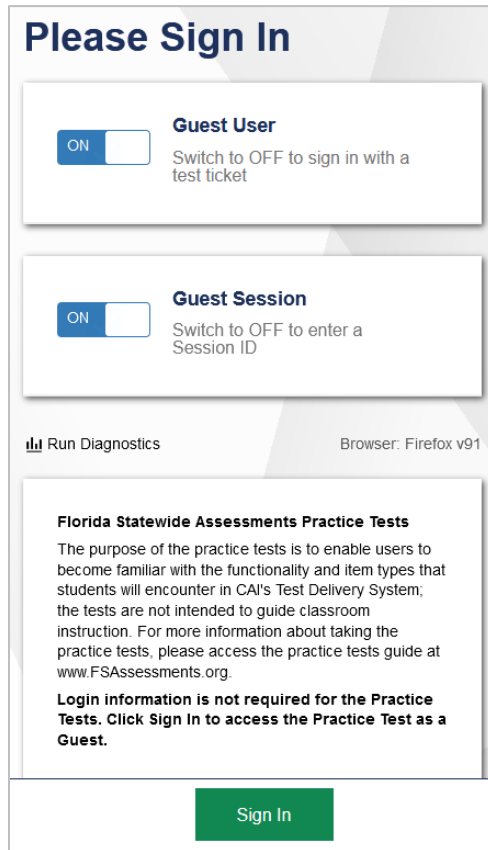 Please Sign In
ON
Guest User
Switch to OFF to sign in with a
test ticket
ON
Guest Session
Switch to OFF to enter a
Session ID
Run Diagnostics
Browser: Firefox v91
Florida Statewide Assessments Practice Tests
The purpose of the practice tests is to enable users to
become familiar with the functionality and item types that
students will encounter in CAI's Test Delivery System;
the tests are not intended to guide classroom
instruction. For more information about taking the
practice tests, please access the practice tests guide at
www.FSAssessments.org.
Login information is not required for the Practice
Tests. Click Sign In to access the Practice Test as a
Guest.
Sign In